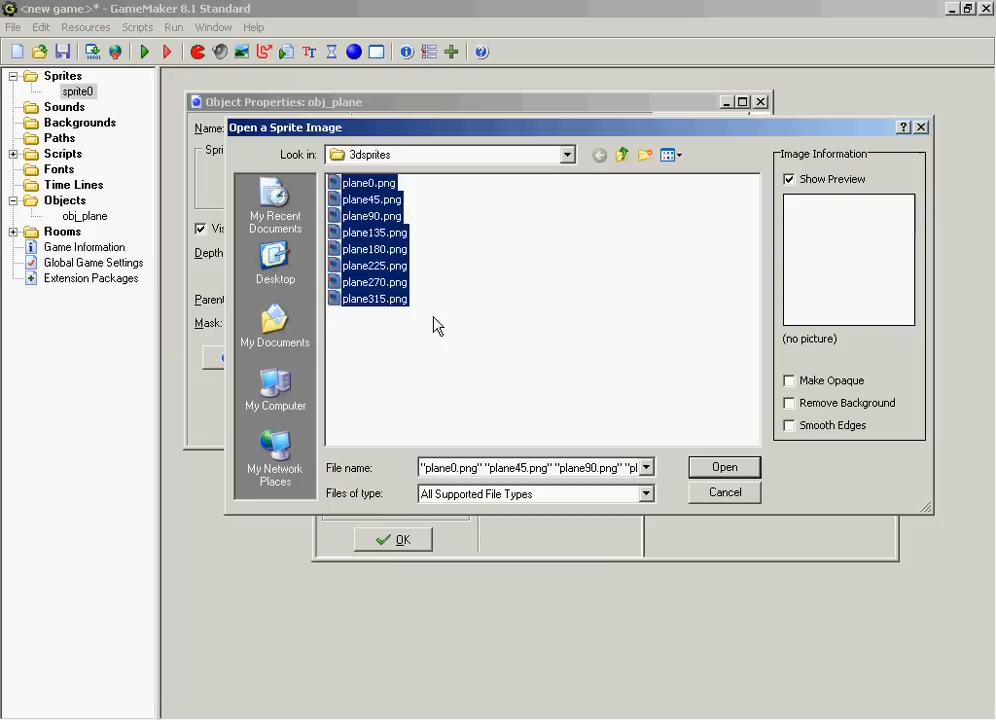 <new game>* - GameMaker 8.1 Standard
File Edit Resources Scripts Run Window Help
Sprites
sprite0
Sounds
Backgrounds
Paths
Scripts
Fonts
Time Lines
Objects
obj_plane
Rooms
Game Information
Global Game Settings
Extension Packages
Object Properties: obj_plane
Name:
Spri
Vis
Depth
Parent
Mask:
Open a Sprite Image
Look in: 3dsprites
My Recent Documents
Desktop
My Documents
My Computer
My Network Places
plane0.png
plane45.png
plane90.png
plane135.png
plane180.png
plane225.png
plane270.png
plane315.png
File name: "plane0.png" "plane45.png" "plane90.png" "pl
Files of type: All Supported File Types
Open
Cancel
Image Information
Show Preview
(no picture)
Make Opaque
Remove Background
Smooth Edges
OK